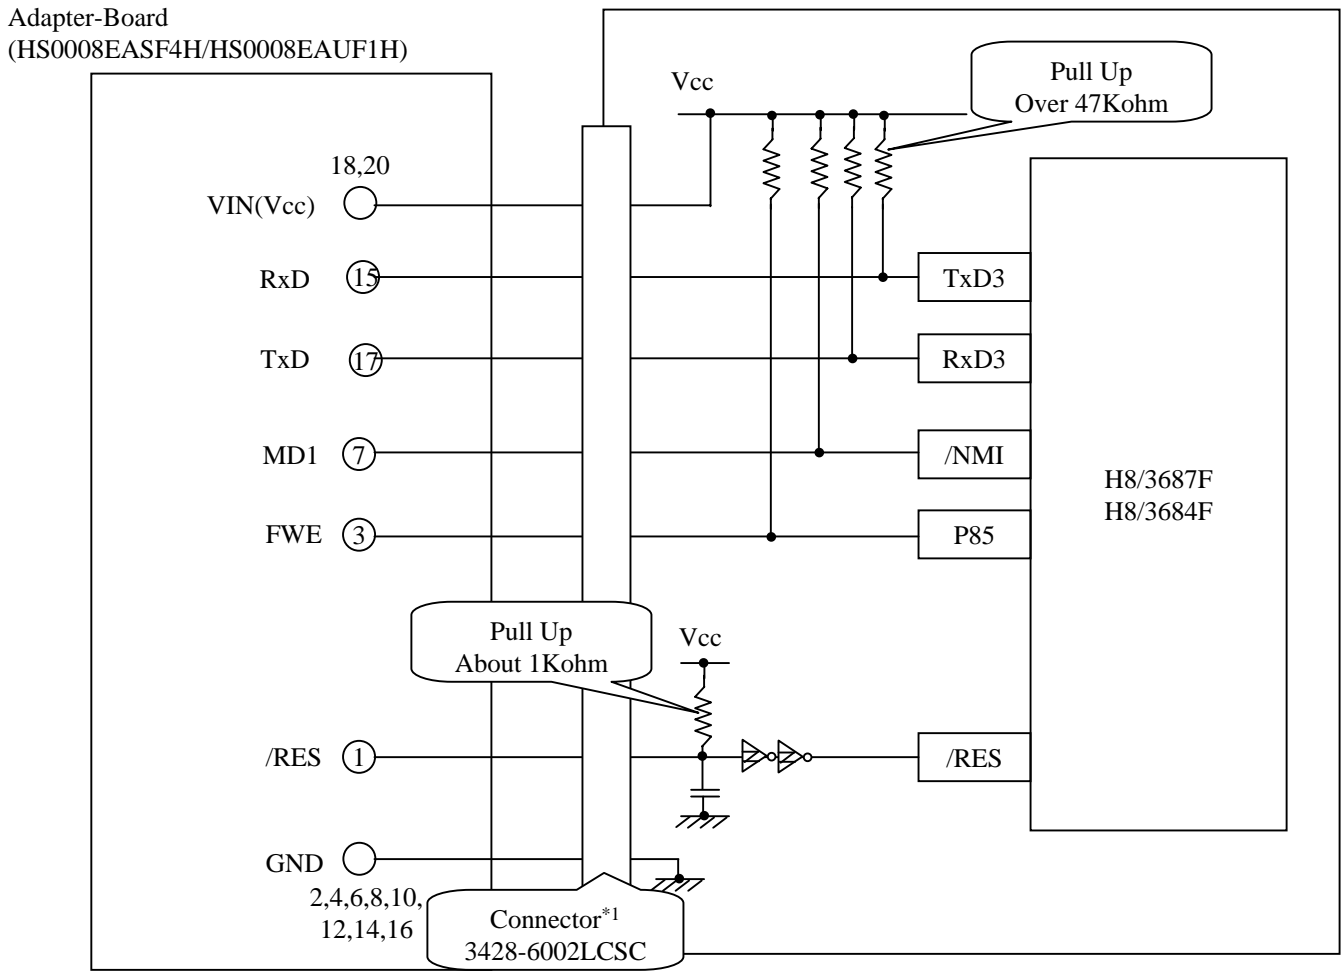 Adapter-Board
(HS0008EASF4H/HS0008EAUF1H)
Vcc
Pull Up
Over 47Kohm
18,20
VIN(Vcc)
RxD 15 TxD3
TxD 17 RxD3
MD1 7 /NMI
H8/3687F
H8/3684F
FWE 3 P85
Pull Up
About 1Kohm
Vcc
/RES 1 /RES
GND
2,4,6,8,10,
12,14,16
Connector*1
3428-6002LCSC